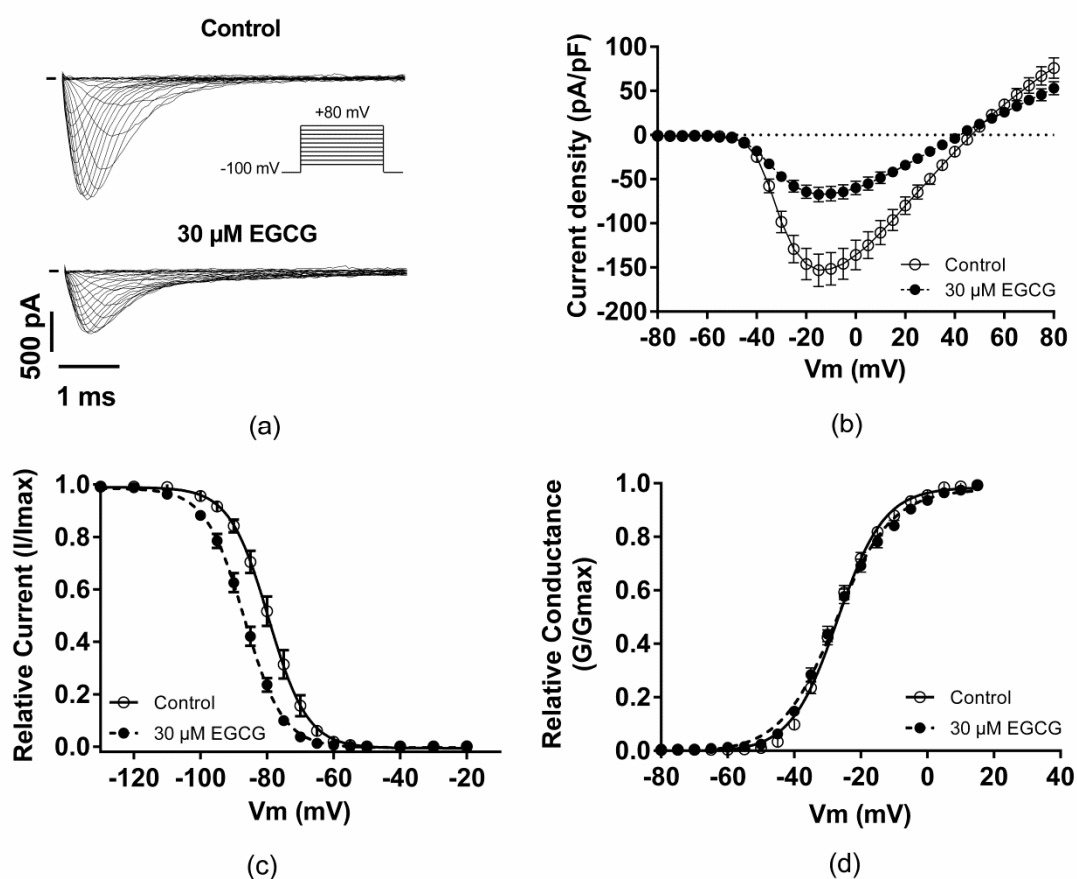 Control
+80 mV
-100 mV
30 µM EGCG
500 pA
1 ms
(a)
Current density (pA/pF)
100
50
0
-50
-100
-150
-200
Control
30 µM EGCG
-80 -60 -40 -20 0 20 40 60 80
Vm (mV)
(b)
Relative Current (I/Imax)
1.0
0.8
0.6
0.4
0.2
0.0
Control
30 µM EGCG
-120 -100 -80 -60 -40 -20
Vm (mV)
(c)
Relative Conductance
(G/Gmax)
1.0
0.8
0.6
0.4
0.2
0.0
Control
30 µM EGCG
-80 -60 -40 -20 0 20 40
Vm (mV)
(d)